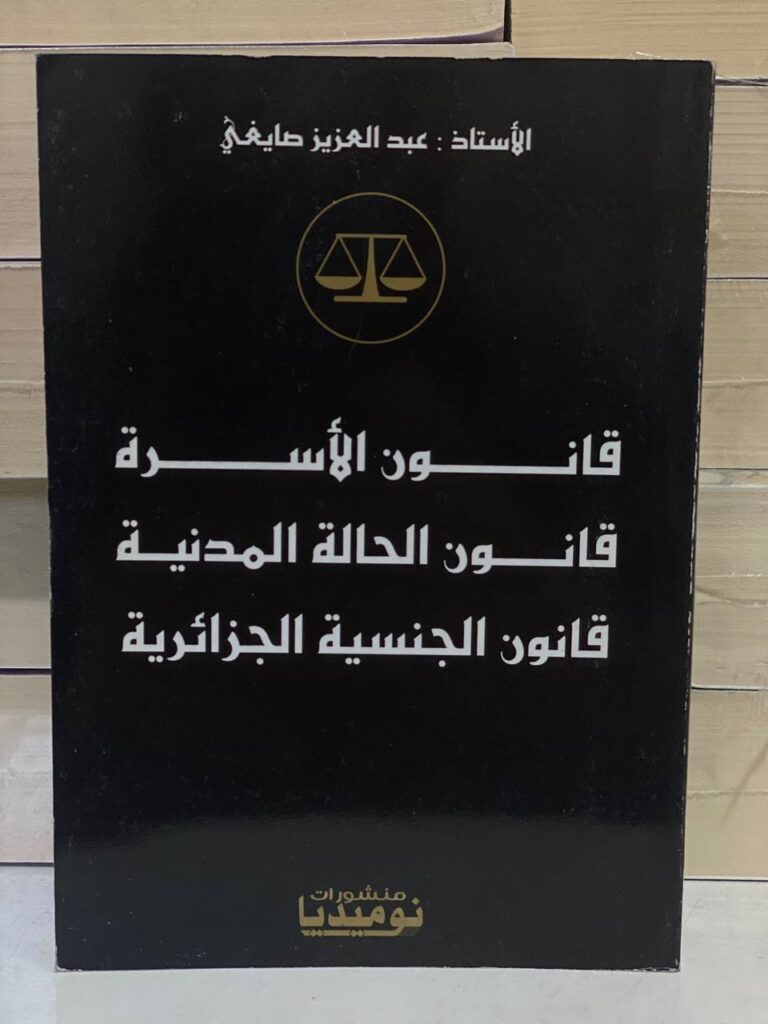 الأستاذ : عبد العزيز صايغي
قانون الأسرة
قانون الحالة المدنية
قانون الجنسية الجزائرية
منشورات
نوميديا